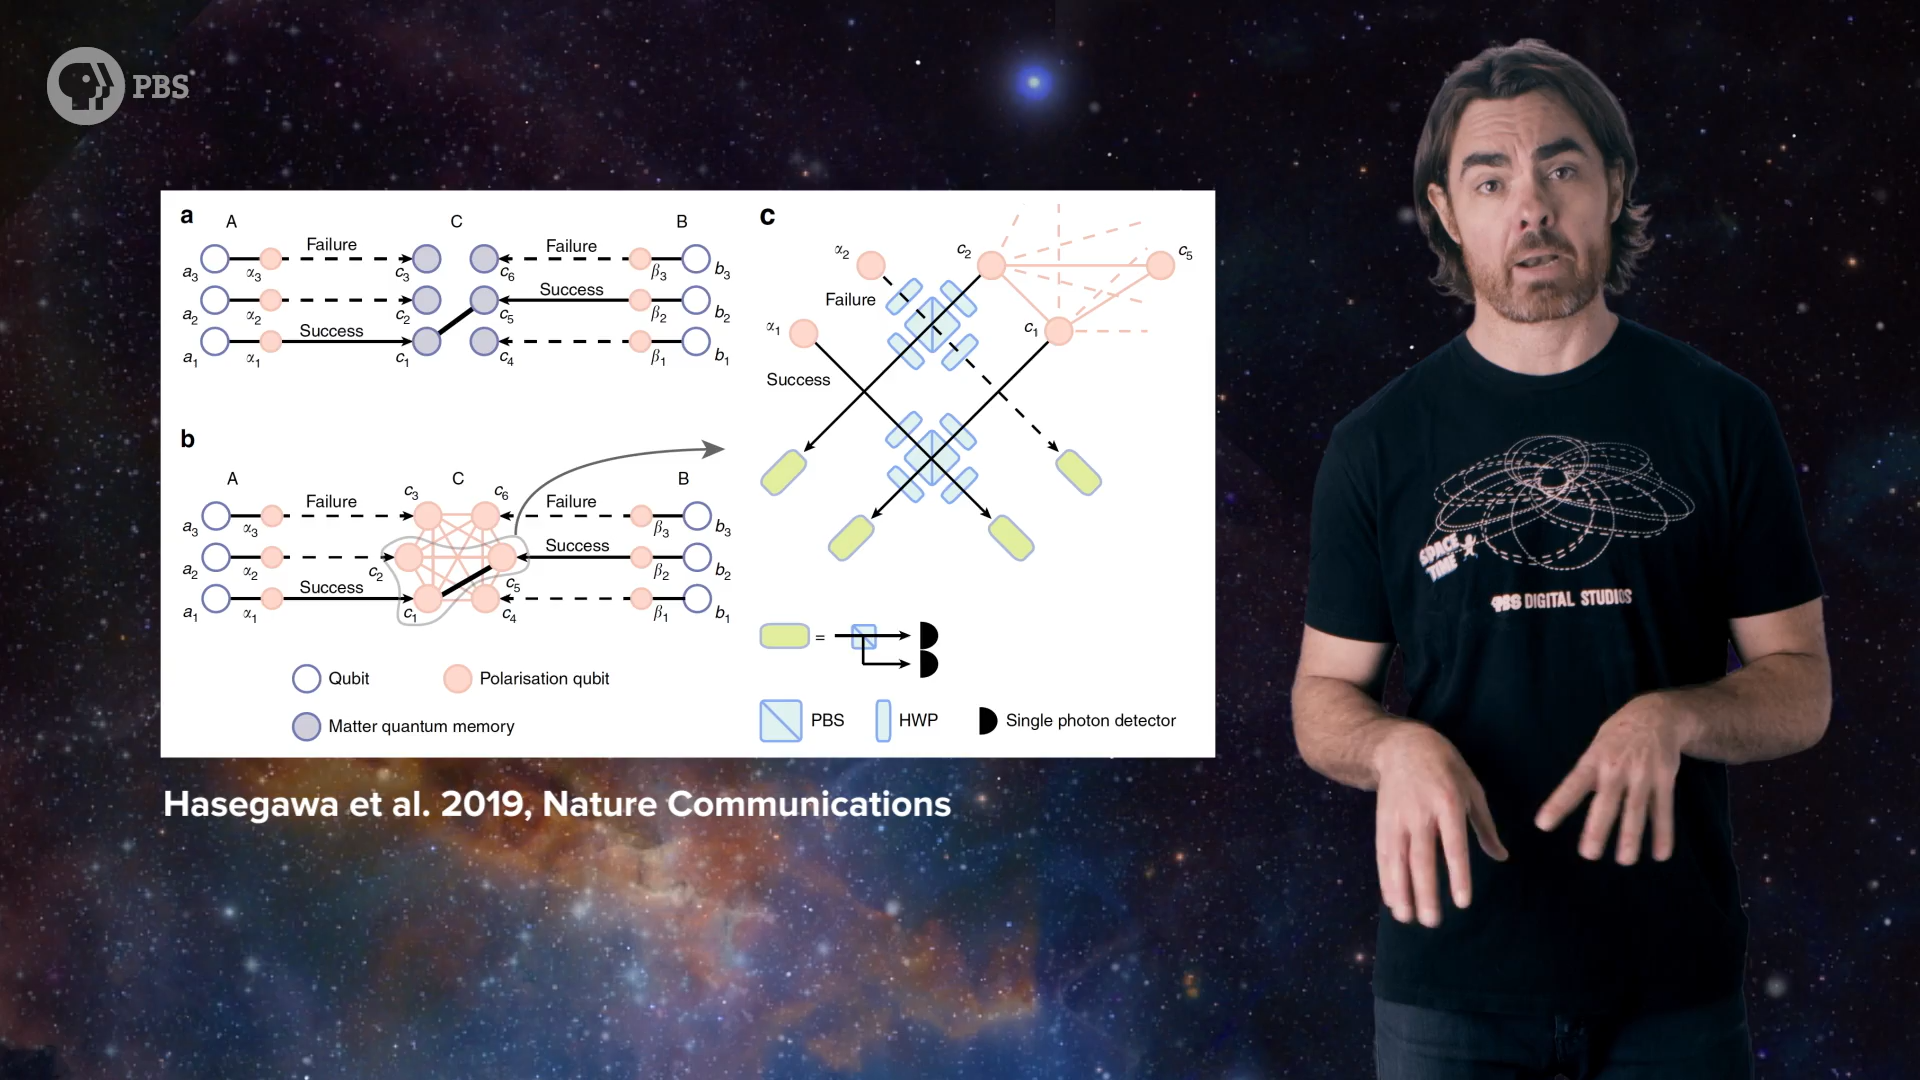 PBS
a
A
C
B
a3
α3
Failure
c3
c6
Failure
β3
b3
a2
α2
c2
c5
Success
β2
b2
a1
α1
Success
c1
c4
β1
b1
b
A
C
B
a3
α3
Failure
c3
c6
Failure
β3
b3
a2
α2
c2
c5
Success
β2
b2
a1
α1
Success
c1
c4
β1
b1
Qubit
Polarisation qubit
Matter quantum memory
c
α2
c2
c5
Failure
α1
c1
Success
=
PBS
HWP
Single photon detector
Hasegawa et al. 2019, Nature Communications
SPACE
TIME
PBS DIGITAL STUDIOS